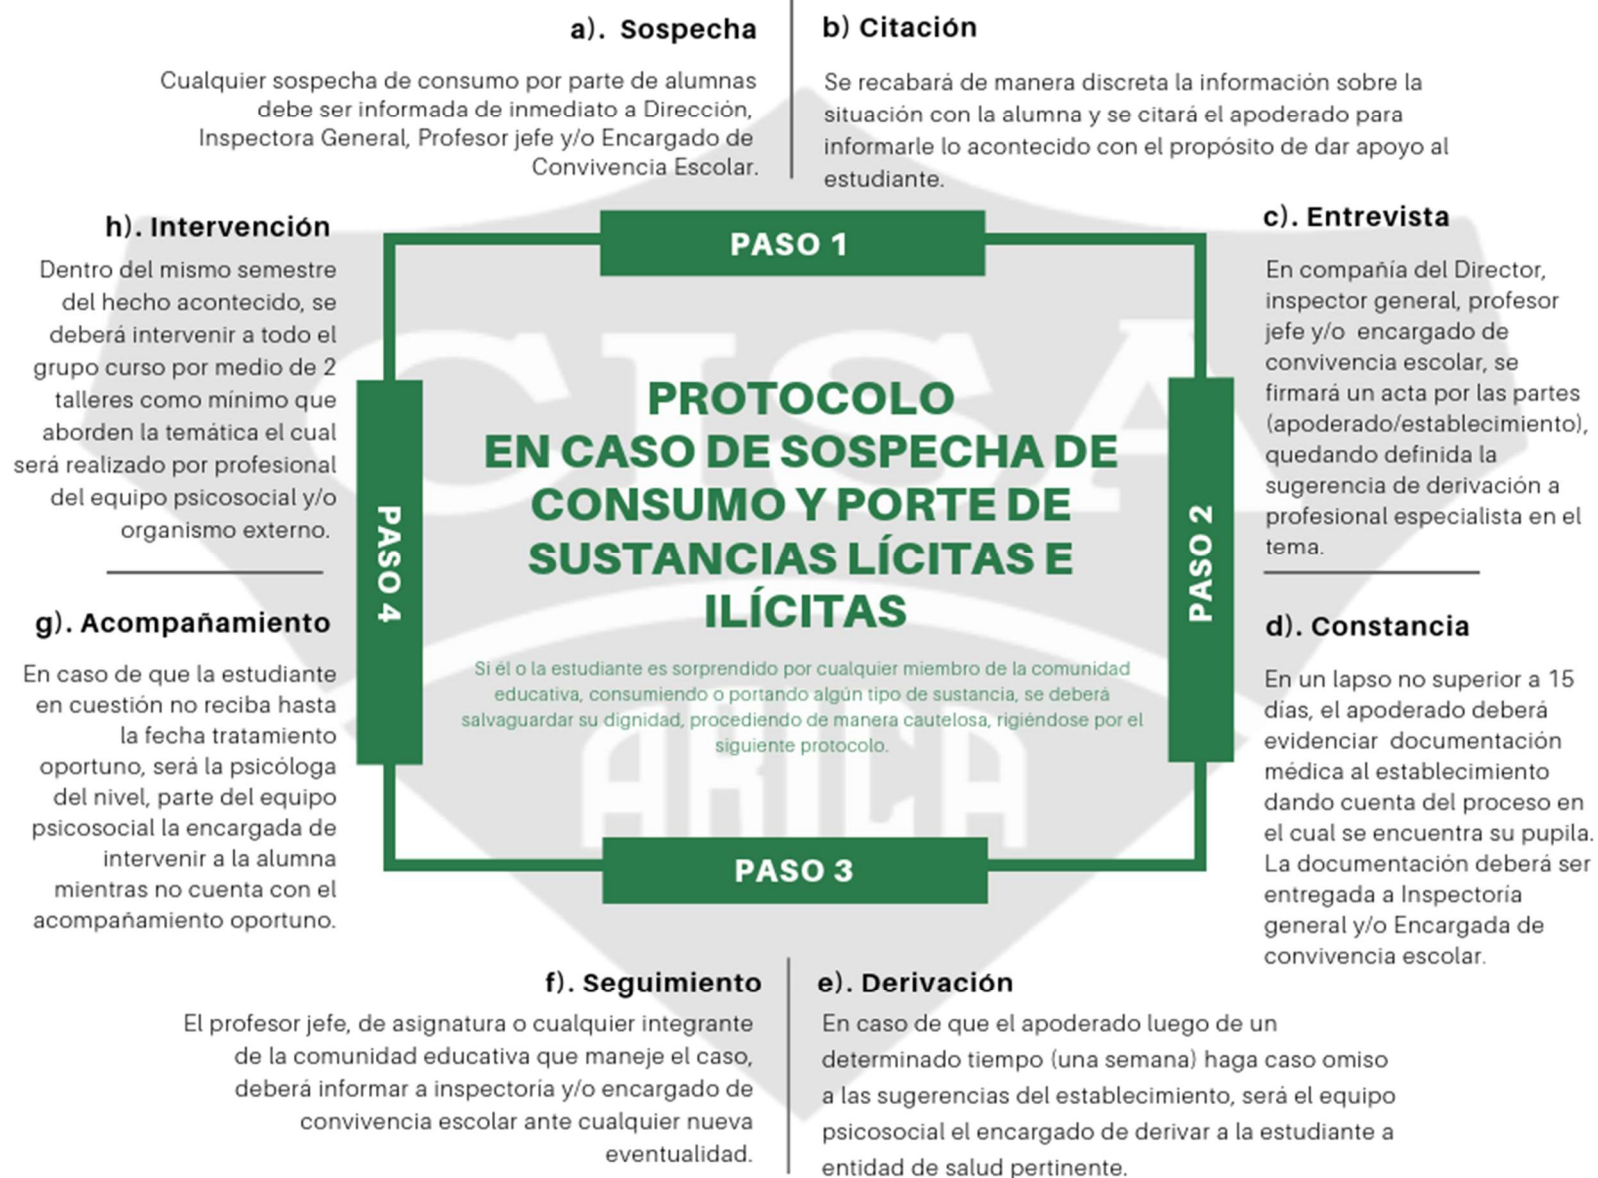 a). Sospecha
Cualquier sospecha de consumo por parte de alumnas
debe ser informada de inmediato a Dirección,
Inspectora General, Profesor jefe y/o Encargado de
Convivencia Escolar.
b) Citación
Se recabará de manera discreta la información sobre la
situación con la alumna y se citará el apoderado para
informarle lo acontecido con el propósito de dar apoyo al
estudiante.
PASO 1
c). Entrevista
En compañía del Director,
inspector general, profesor
jefe y/o encargado de
convivencia escolar, se
firmará un acta por las partes
(apoderado/establecimiento),
quedando definida la
sugerencia de derivación a
profesional especialista en el
tema.
PASO 2
d). Constancia
En un lapso no superior a 15
días, el apoderado deberá
evidenciar documentación
médica al establecimiento
dando cuenta del proceso en
el cual se encuentra su pupila.
La documentación deberá ser
entregada a Inspectoría
general y/o Encargada de
convivencia escolar.
CISA
PROTOCOLO
EN CASO DE SOSPECHA DE
CONSUMO Y PORTE DE
SUSTANCIAS LÍCITAS E
ILÍCITAS
Si él o la estudiante es sorprendido por cualquier miembro de la comunidad
educativa, consumiendo o portando algún tipo de sustancia, se deberá
salvaguardar su dignidad, procediendo de manera cautelosa, rigiéndose por el
siguiente protocolo.
ARICA
PASO 3
e). Derivación
En caso de que el apoderado luego de un
determinado tiempo (una semana) haga caso omiso
a las sugerencias del establecimiento, será el equipo
psicosocial el encargado de derivar a la estudiante a
entidad de salud pertinente.
f). Seguimiento
El profesor jefe, de asignatura o cualquier integrante
de la comunidad educativa que maneje el caso,
deberá informar a inspectoría y/o encargado de
convivencia escolar ante cualquier nueva
eventualidad.
PASO 4
g). Acompañamiento
En caso de que la estudiante
en cuestión no reciba hasta
la fecha tratamiento
oportuno, será la psicóloga
del nivel, parte del equipo
psicosocial la encargada de
intervenir a la alumna
mientras no cuenta con el
acompañamiento oportuno.
h). Intervención
Dentro del mismo semestre
del hecho acontecido, se
deberá intervenir a todo el
grupo curso por medio de 2
talleres como mínimo que
aborden la temática el cual
será realizado por profesional
del equipo psicosocial y/o
organismo externo.